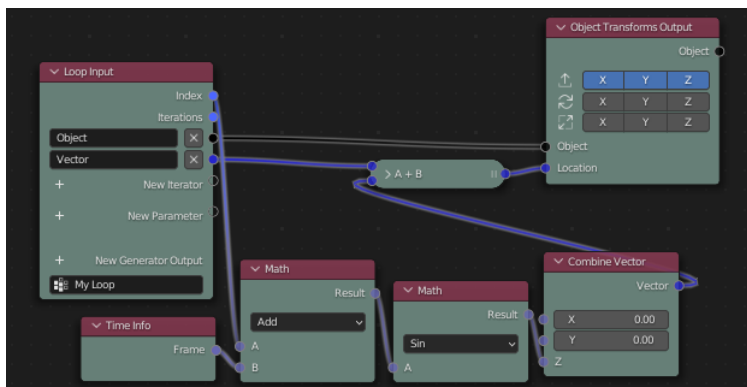 Loop Input
Index
Iterations
Object
Vector
+ New Iterator
+ New Parameter
+ New Generator Output
My Loop
Time Info
Frame
Math
Result
Add
A
B
Math
Result
Sin
A
A + B
Combine Vector
Vector
X 0.00
Y 0.00
Z
Object Transforms Output
Object
X Y Z
X Y Z
X Y Z
Object
Location